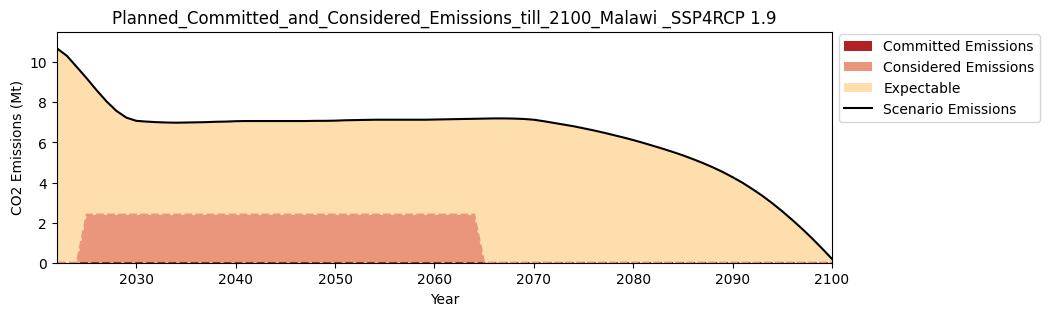 Planned_Committed_and_Considered_Emissions_till_2100_Malawi _SSP4RCP 1.9
CO2 Emissions (Mt)
10
8
6
4
2
0
2030 2040 2050 2060 2070 2080 2090 2100
Year
Committed Emissions
Considered Emissions
Expectable
Scenario Emissions